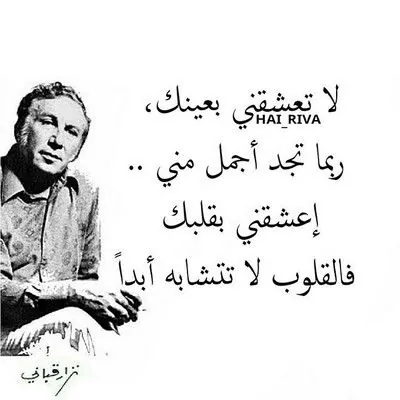 لا تعشقني بعينك،
HAI_RIVA
ربما تجد أجمل مني ..
إعشقني بقلبك
فالقلوب لا تتشابه أبداً
نزار قباني